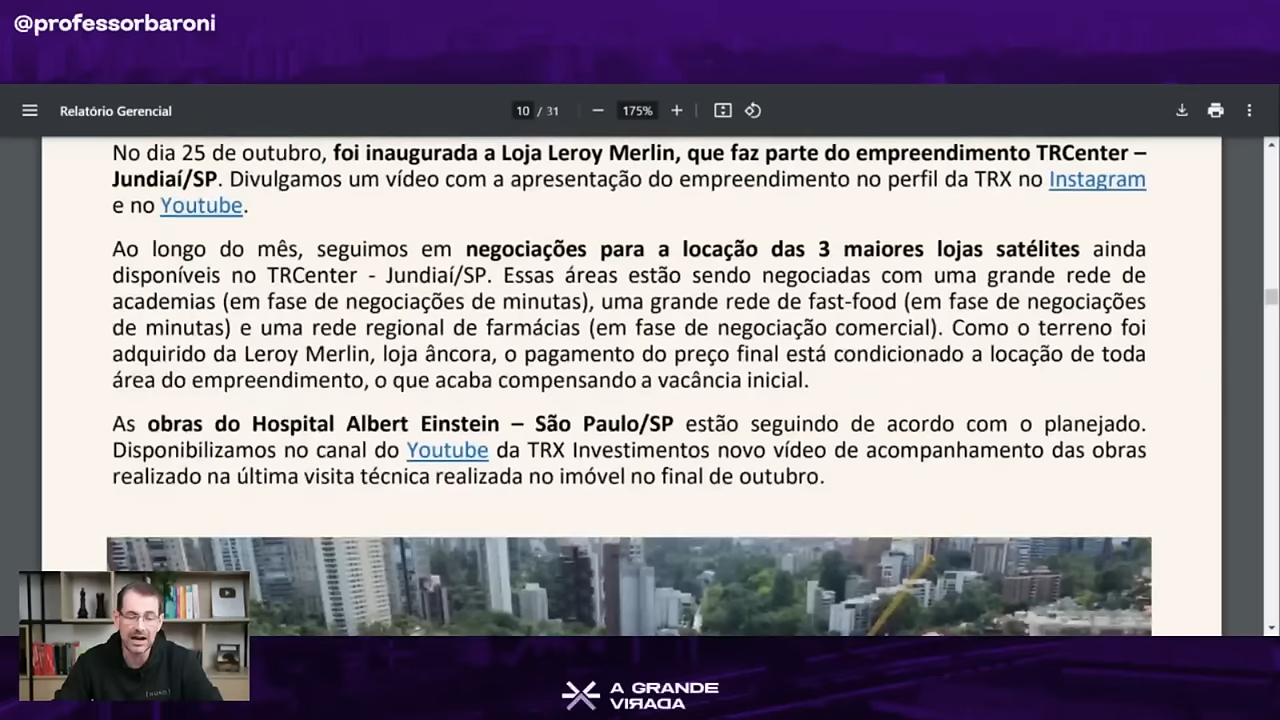 @professorbaroni
Relatório Gerencial
10 / 31
175%
No dia 25 de outubro, foi inaugurada a Loja Leroy Merlin, que faz parte do empreendimento TRCenter –
Jundiaí/SP. Divulgamos um vídeo com a apresentação do empreendimento no perfil da TRX no Instagram
e no Youtube.
Ao longo do mês, seguimos em negociações para a locação das 3 maiores lojas satélites ainda
disponíveis no TRCenter - Jundiaí/SP. Essas áreas estão sendo negociadas com uma grande rede de
academias (em fase de negociações de minutas), uma grande rede de fast-food (em fase de negociações
de minutas) e uma rede regional de farmácias (em fase de negociação comercial). Como o terreno foi
adquirido da Leroy Merlin, loja âncora, o pagamento do preço final está condicionado a locação de toda
área do empreendimento, o que acaba compensando a vacância inicial.
As obras do Hospital Albert Einstein – São Paulo/SP estão seguindo de acordo com o planejado.
Disponibilizamos no canal do Youtube da TRX Investimentos novo vídeo de acompanhamento das obras
realizado na última visita técnica realizada no imóvel no final de outubro.
A GRANDE
VIRADA